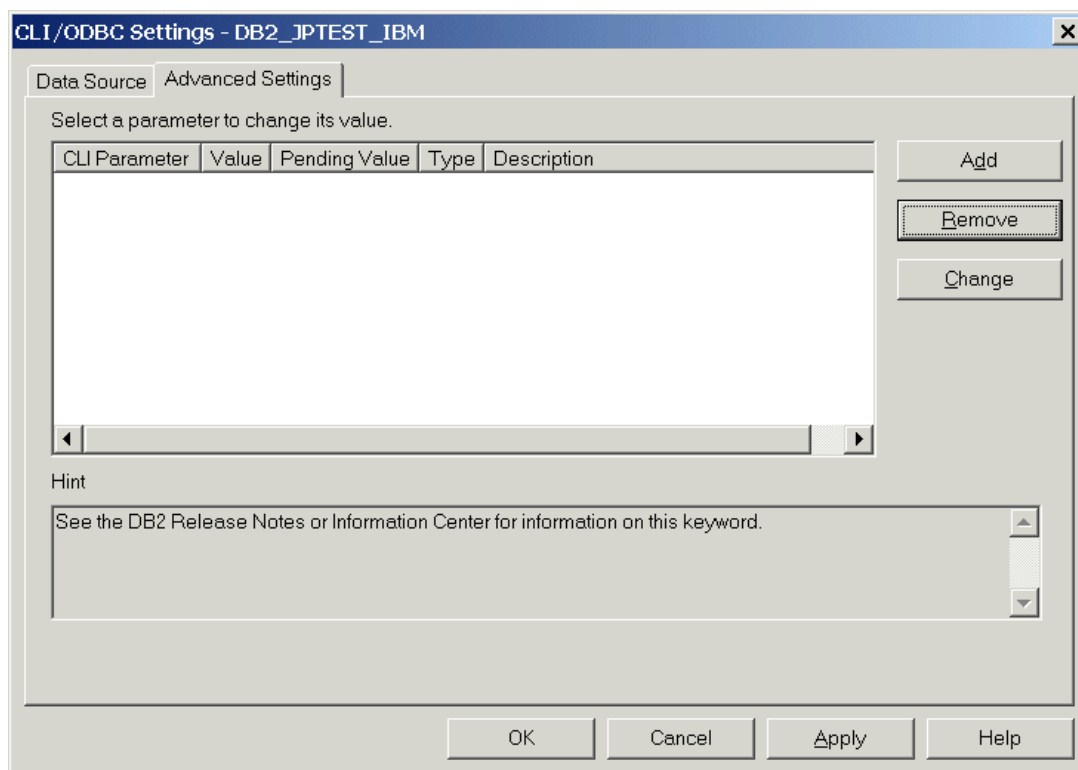 CLI/ODBC Settings - DB2_JPTEST_IBM
Data Source Advanced Settings
Select a parameter to change its value.
CLI Parameter Value Pending Value Type Description
Add
Remove
Change
Hint
See the DB2 Release Notes or Information Center for information on this keyword.
OK Cancel Apply Help